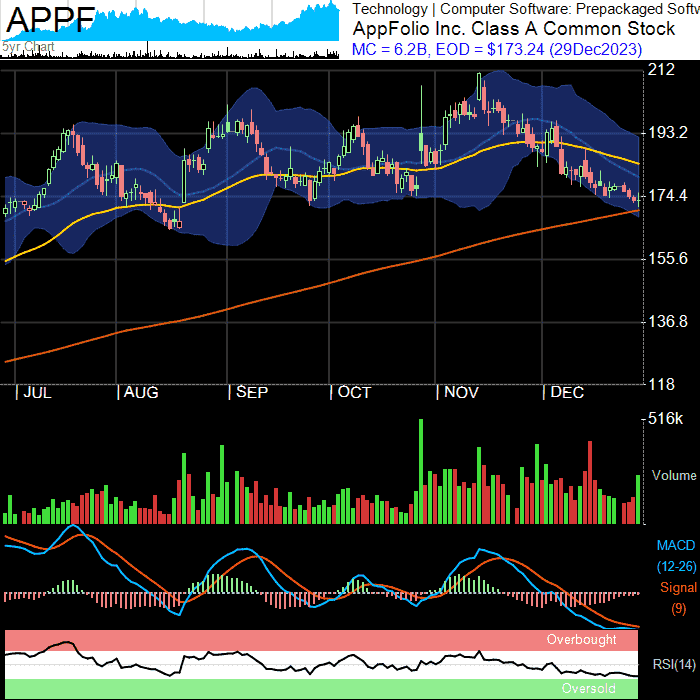 APPF
5yr Chart
Technology | Computer Software: Prepackaged Softw
AppFolio Inc. Class A Common Stock
MC = 6.2B, EOD = $173.24 (29Dec2023)
212
193.2
174.4
155.6
136.8
118
| JUL | AUG | SEP | OCT | NOV | DEC
516k
Volume
MACD
(12-26)
Signal
(9)
Overbought
RSI(14)
Oversold